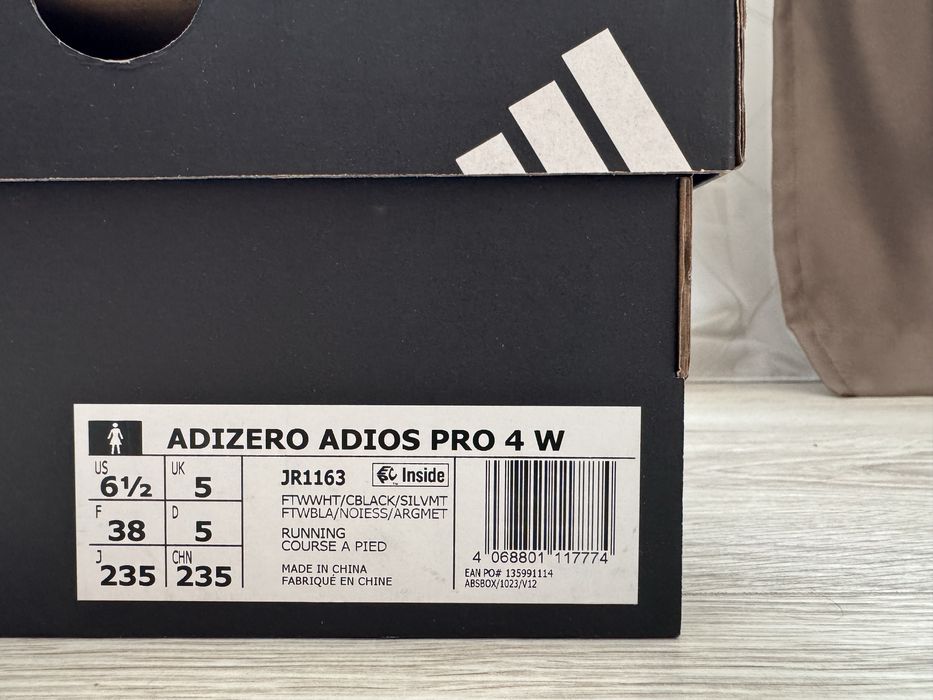 ADIZERO ADIOS PRO 4 W
US 6½ UK 5
F 38 D 5
J 235 CHN 235
JR1163 Inside
FTWWHT/CBLACK/SILVMT
FTWBLA/NOIESS/ARGMET
RUNNING
COURSE A PIED
MADE IN CHINA
FABRIQUÉ EN CHINE
4 068801 117774
EAN PO# 135991114
ABSBOX/1023/V12